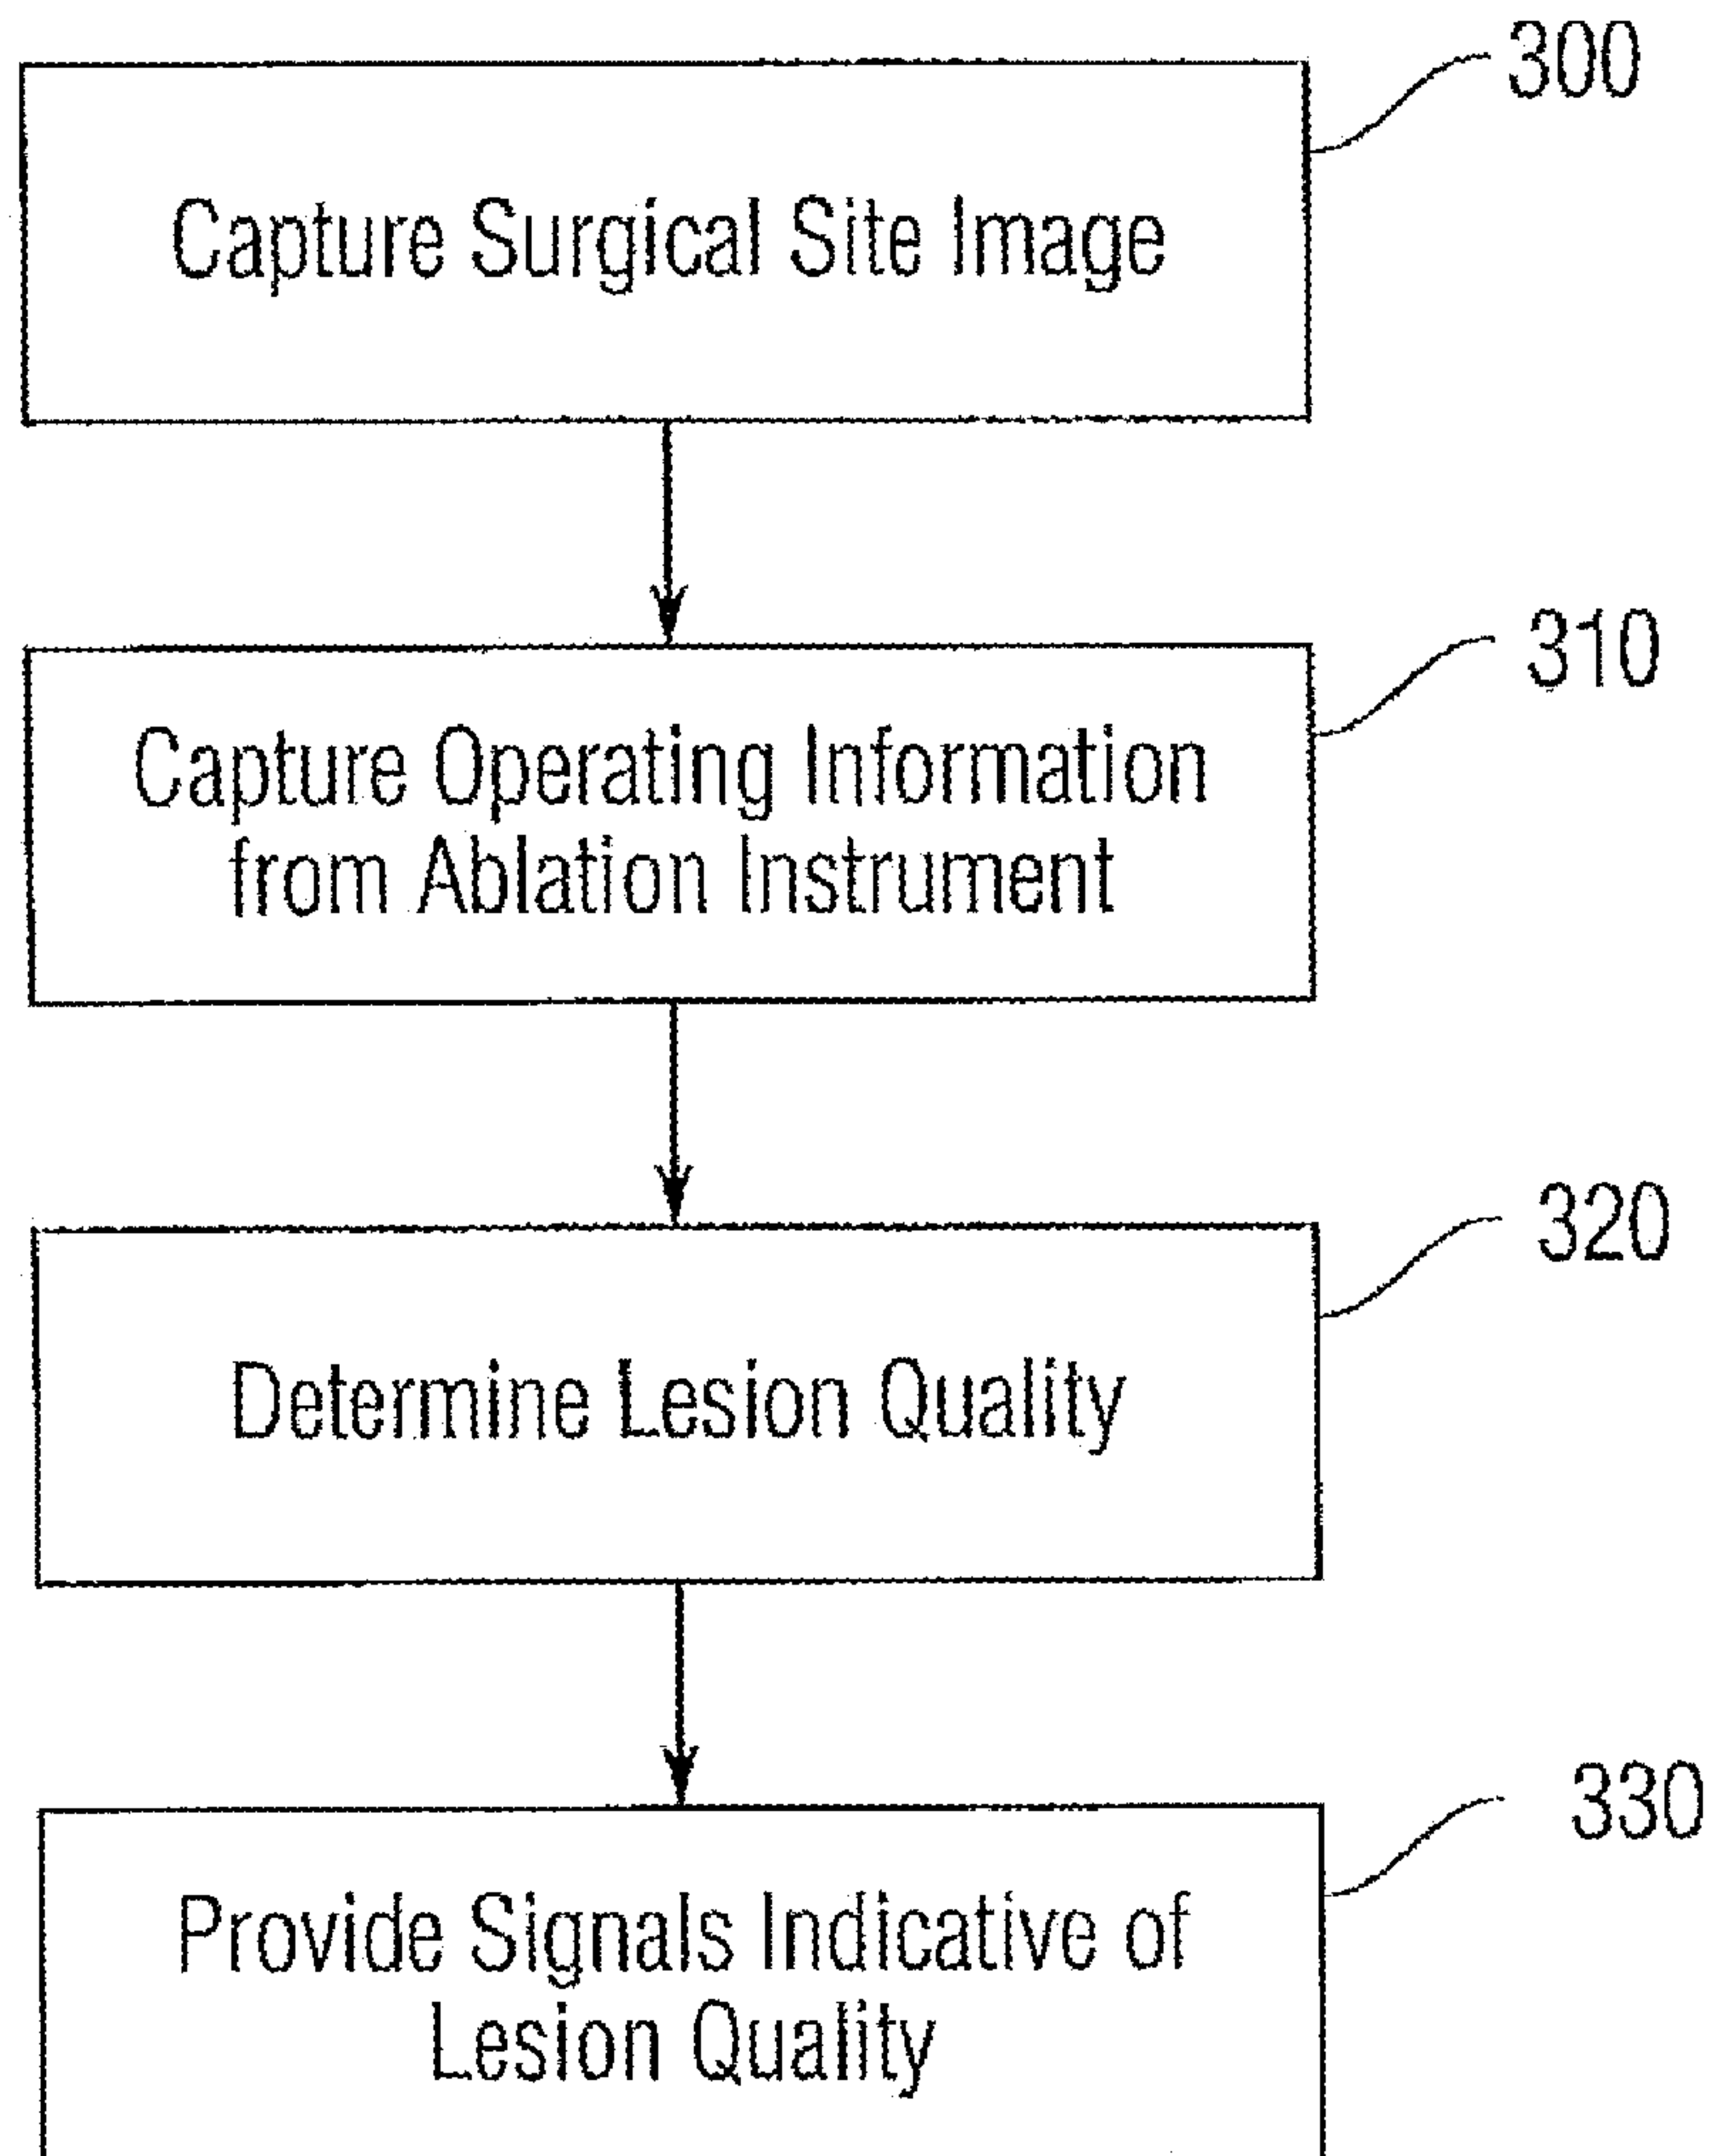 300
Capture Surgical Site Image
310
Capture Operating Information
from Ablation Instrument
320
Determine Lesion Quality
330
Provide Signals Indicative of
Lesion Quality